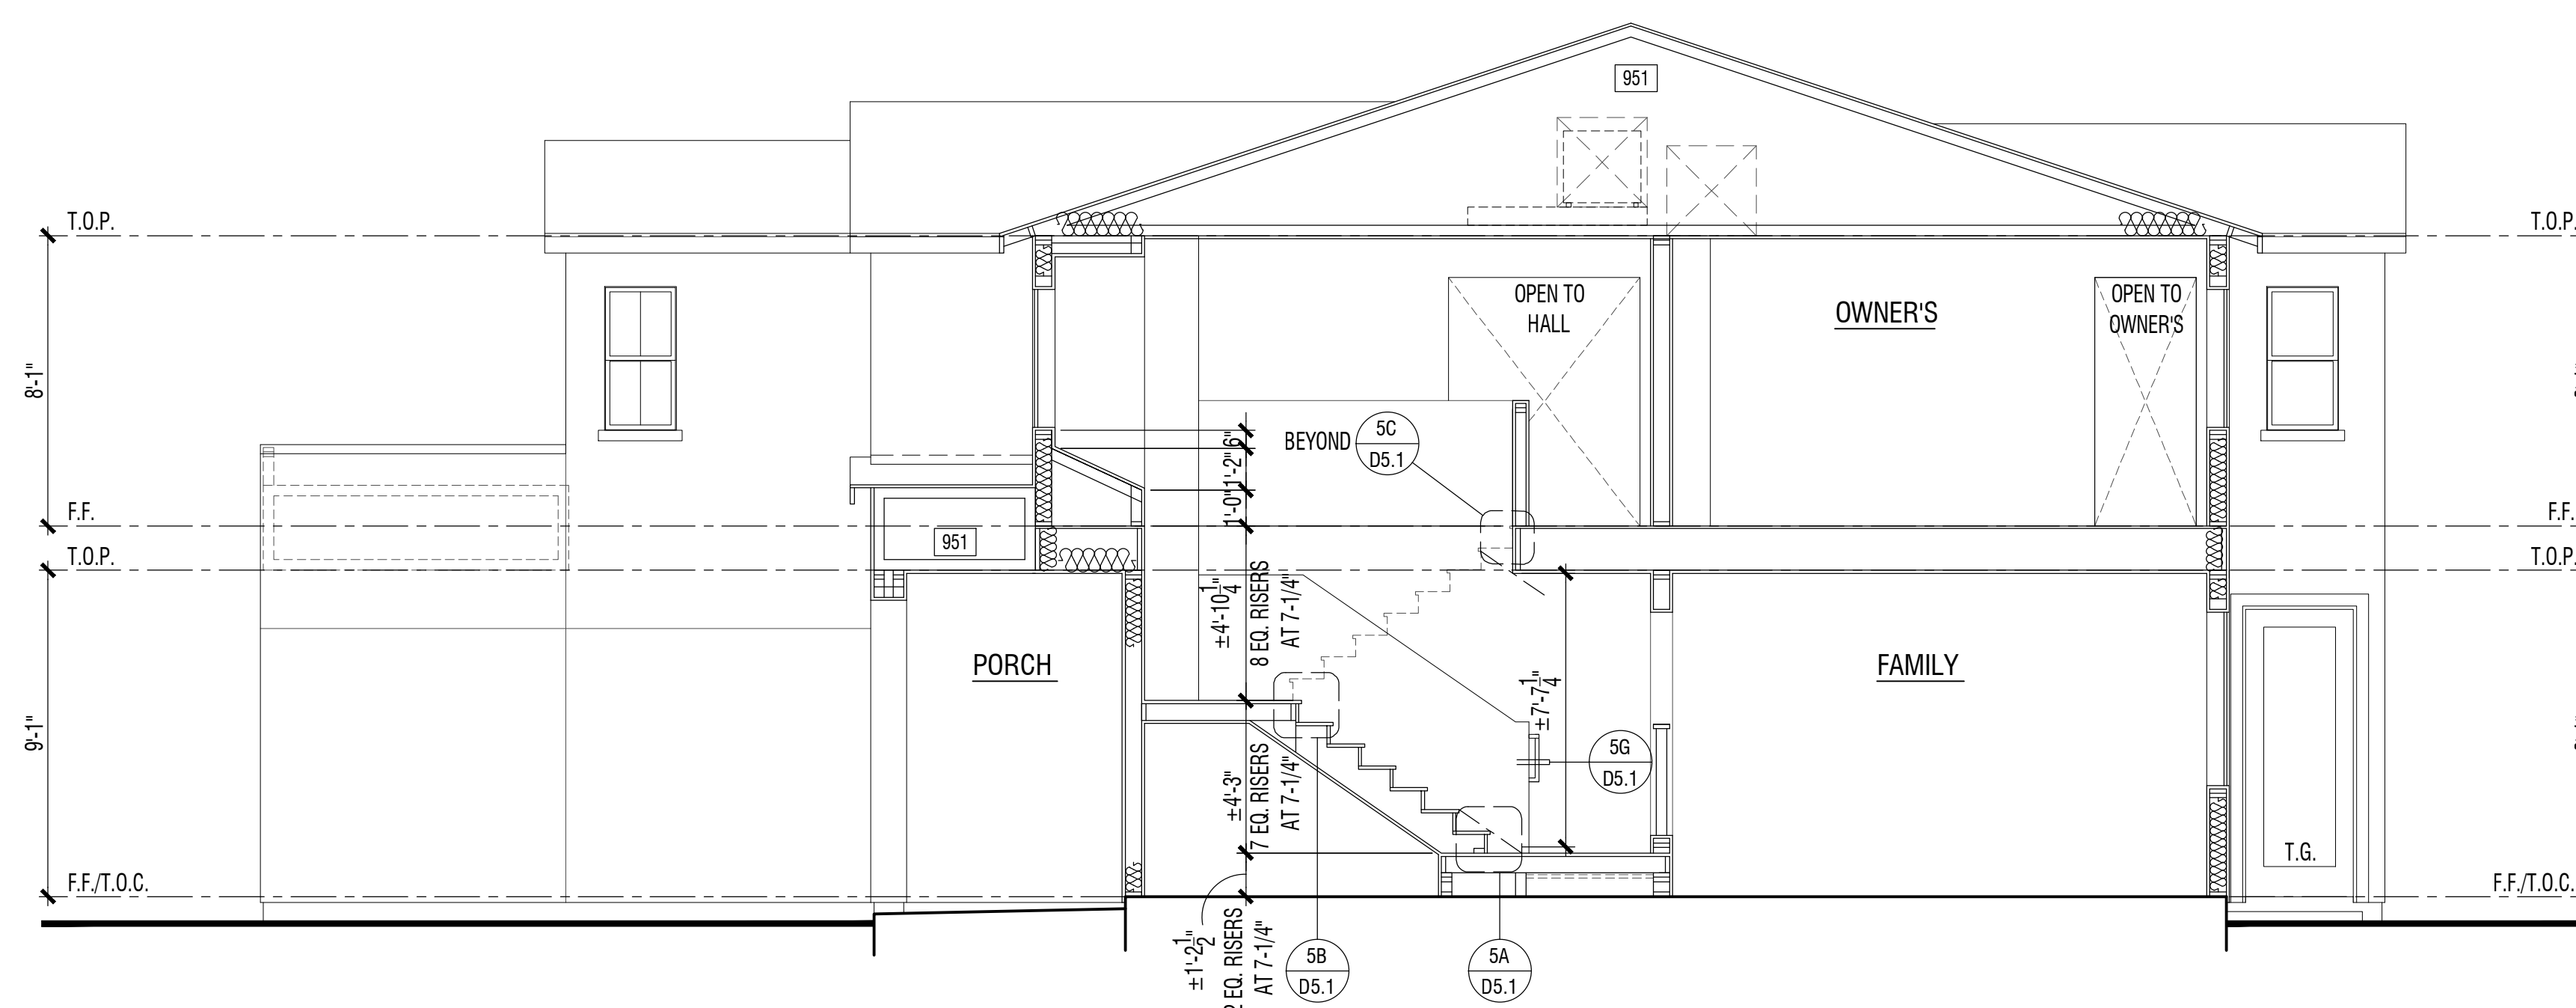 951
T.O.P.
T.O.P.
OPEN TO
HALL
OWNER'S
OPEN TO
OWNER'S
8'-1"
6"
1'-2"
1'-0"
BEYOND
5C
D5.1
F.F.
F.F.
951
T.O.P.
T.O.P.
±4'-10 1/4"
8 EQ. RISERS
AT 7-1/4"
PORCH
FAMILY
±7'-7 1/4"
9'-1"
±4'-3"
7 EQ. RISERS
AT 7-1/4"
5G
D5.1
T.G.
F.F./T.O.C.
F.F./T.O.C.
±1'-2 1/2"
EQ. RISERS
AT 7-1/4"
5B
D5.1
5A
D5.1